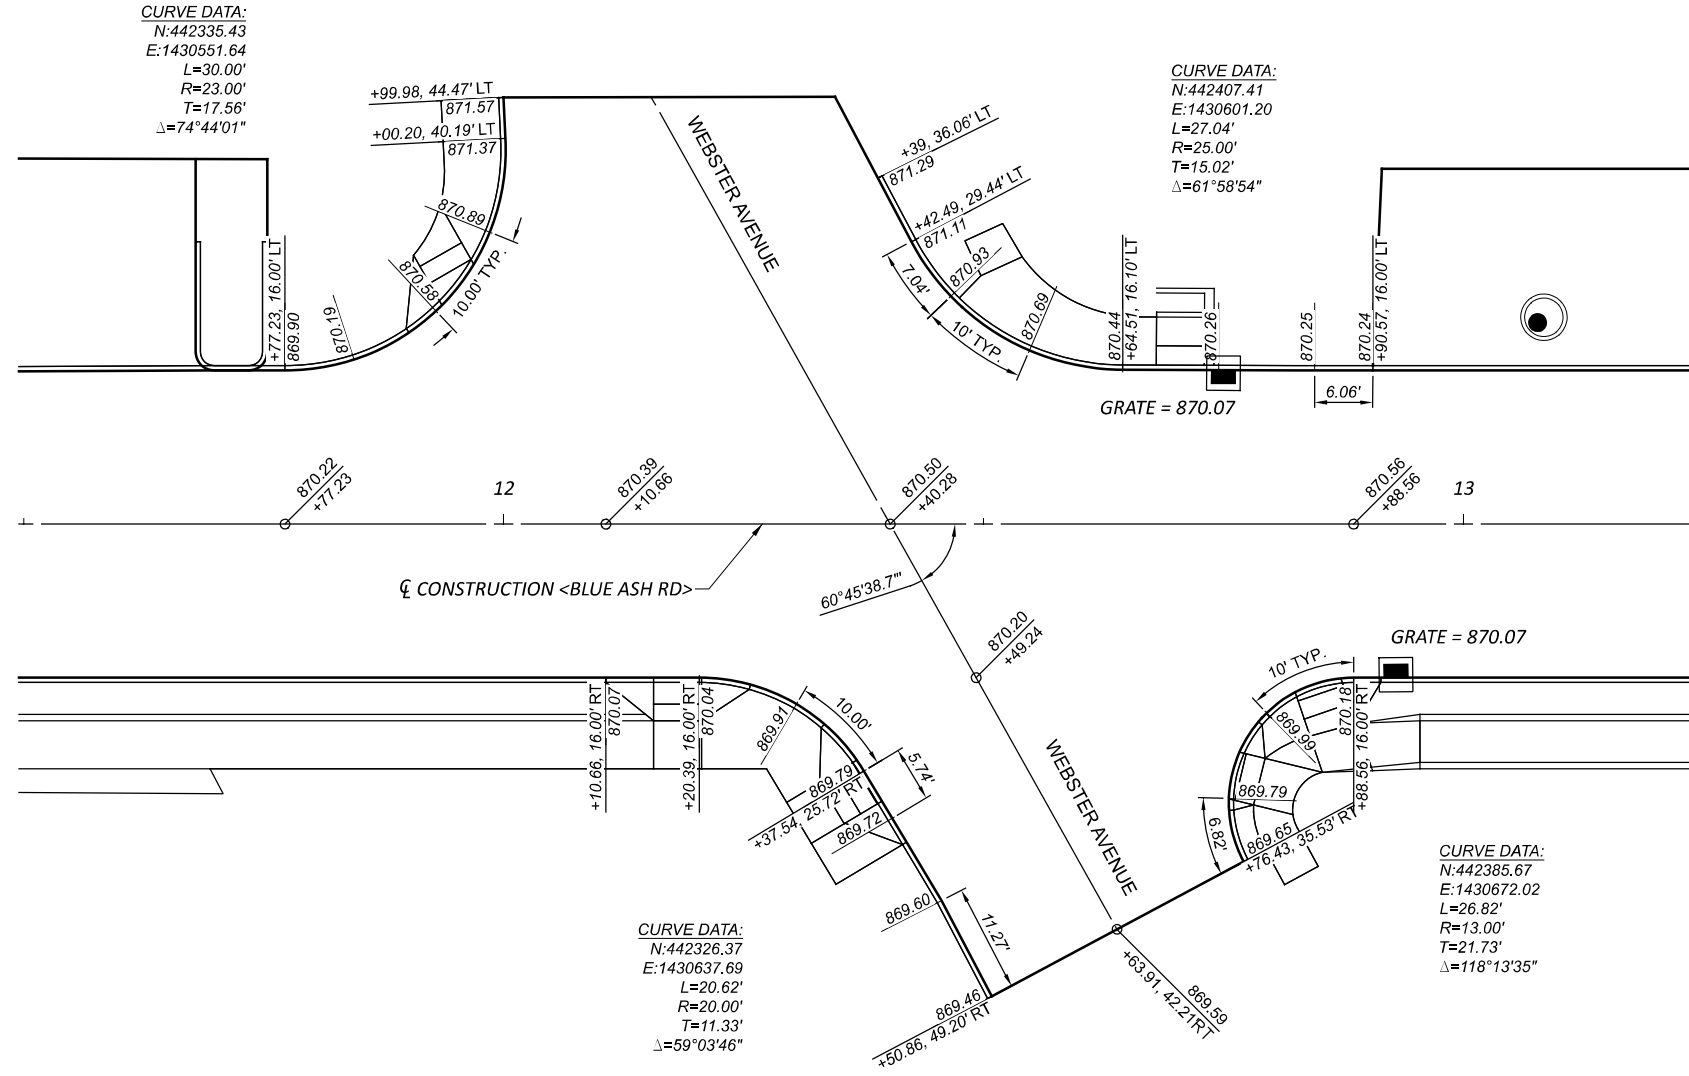 CURVE DATA:
N:442335.43
E:1430551.64
L=30.00'
R=23.00'
T=17.56'
△=74°44'01"
+99.98, 44.47' LT
871.57
+00.20, 40.19' LT
871.37
870.89
870.58
10.00' TYP.
870.19
+77.23, 16.00' LT
869.90
WEBSTER AVENUE
+39, 36.06' LT
871.29
+42.49, 29.44' LT
871.11
870.93
7.04'
10' TYP.
870.69
870.44
+64.51, 16.10' LT
CURVE DATA:
N:442407.41
E:1430601.20
L=27.04'
R=25.00'
T=15.02'
△=61°58'54"
870.26
870.25
870.24
+90.57, 16.00' LT
6.06'
GRATE = 870.07
870.22
+77.23
12
870.39
+10.66
870.50
+40.28
870.56
+88.56
13
℄ CONSTRUCTION <BLUE ASH RD>
60°45'38.7"'
870.20
+49.24
GRATE = 870.07
+10.66, 16.00' RT
870.07
+20.39, 16.00' RT
870.04
869.91
10.00'
869.79
+37.54, 25.72' RT
5.74'
869.72
869.60
11.27'
869.46
+50.86, 49.20' RT
WEBSTER AVENUE
869.59
+63.91, 42.21'RT
10' TYP.
870.18
+88.56, 16.00' RT
869.99
869.79
6.82'
869.65
+76.43, 35.53' RT
CURVE DATA:
N:442326.37
E:1430637.69
L=20.62'
R=20.00'
T=11.33'
△=59°03'46"
CURVE DATA:
N:442385.67
E:1430672.02
L=26.82'
R=13.00'
T=21.73'
△=118°13'35"